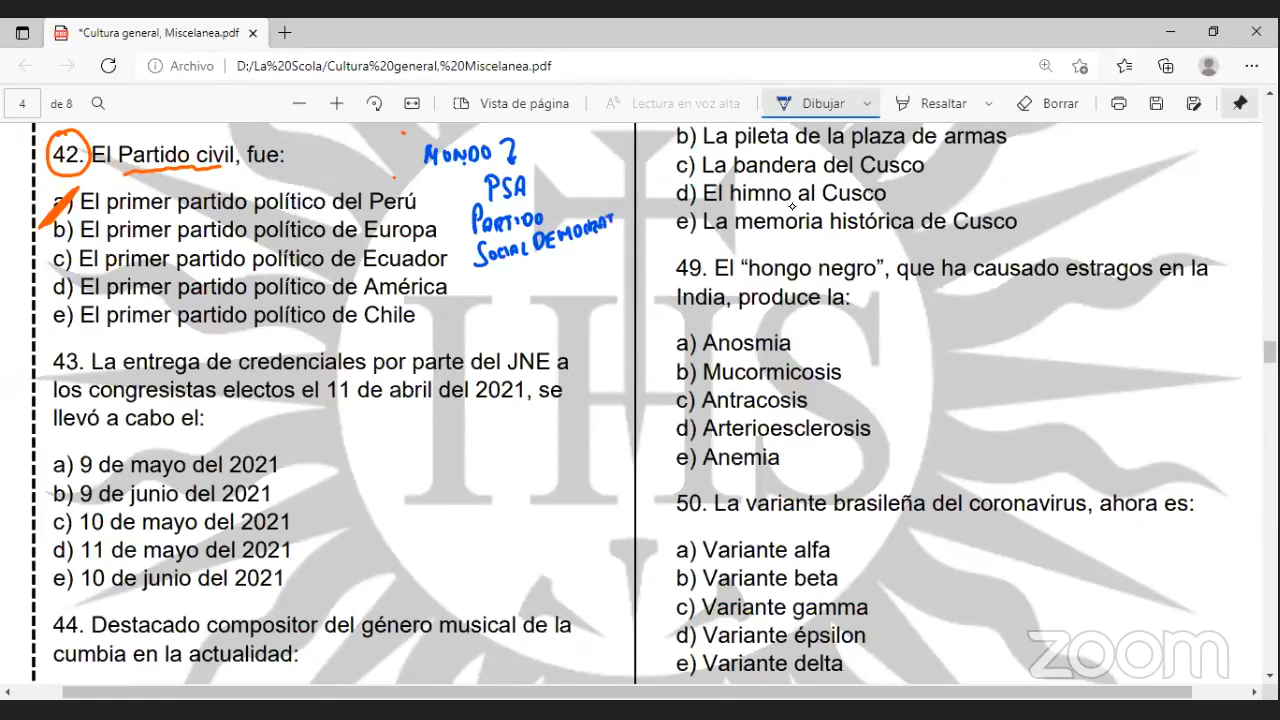 *Cultura general, Miscelanea.pdf
Archivo
D:/La%20Scola/Cultura%20general,%20Miscelanea.pdf
4
de 8
Vista de página
Lectura en voz alta
Dibujar
Resaltar
Borrar
42. El Partido civil, fue:
a) El primer partido político del Perú
b) El primer partido político de Europa
c) El primer partido político de Ecuador
d) El primer partido político de América
e) El primer partido político de Chile
MUNDO
PSA
PARTIDO
SOCIAL DEMOCRAT
43. La entrega de credenciales por parte del JNE a
los congresistas electos el 11 de abril del 2021, se
llevó a cabo el:
a) 9 de mayo del 2021
b) 9 de junio del 2021
c) 10 de mayo del 2021
d) 11 de mayo del 2021
e) 10 de junio del 2021
44. Destacado compositor del género musical de la
cumbia en la actualidad:
b) La pileta de la plaza de armas
c) La bandera del Cusco
d) El himno al Cusco
e) La memoria histórica de Cusco
49. El “hongo negro”, que ha causado estragos en la
India, produce la:
a) Anosmia
b) Mucormicosis
c) Antracosis
d) Arterioesclerosis
e) Anemia
50. La variante brasileña del coronavirus, ahora es:
a) Variante alfa
b) Variante beta
c) Variante gamma
d) Variante épsilon
e) Variante delta
IHS
zoom